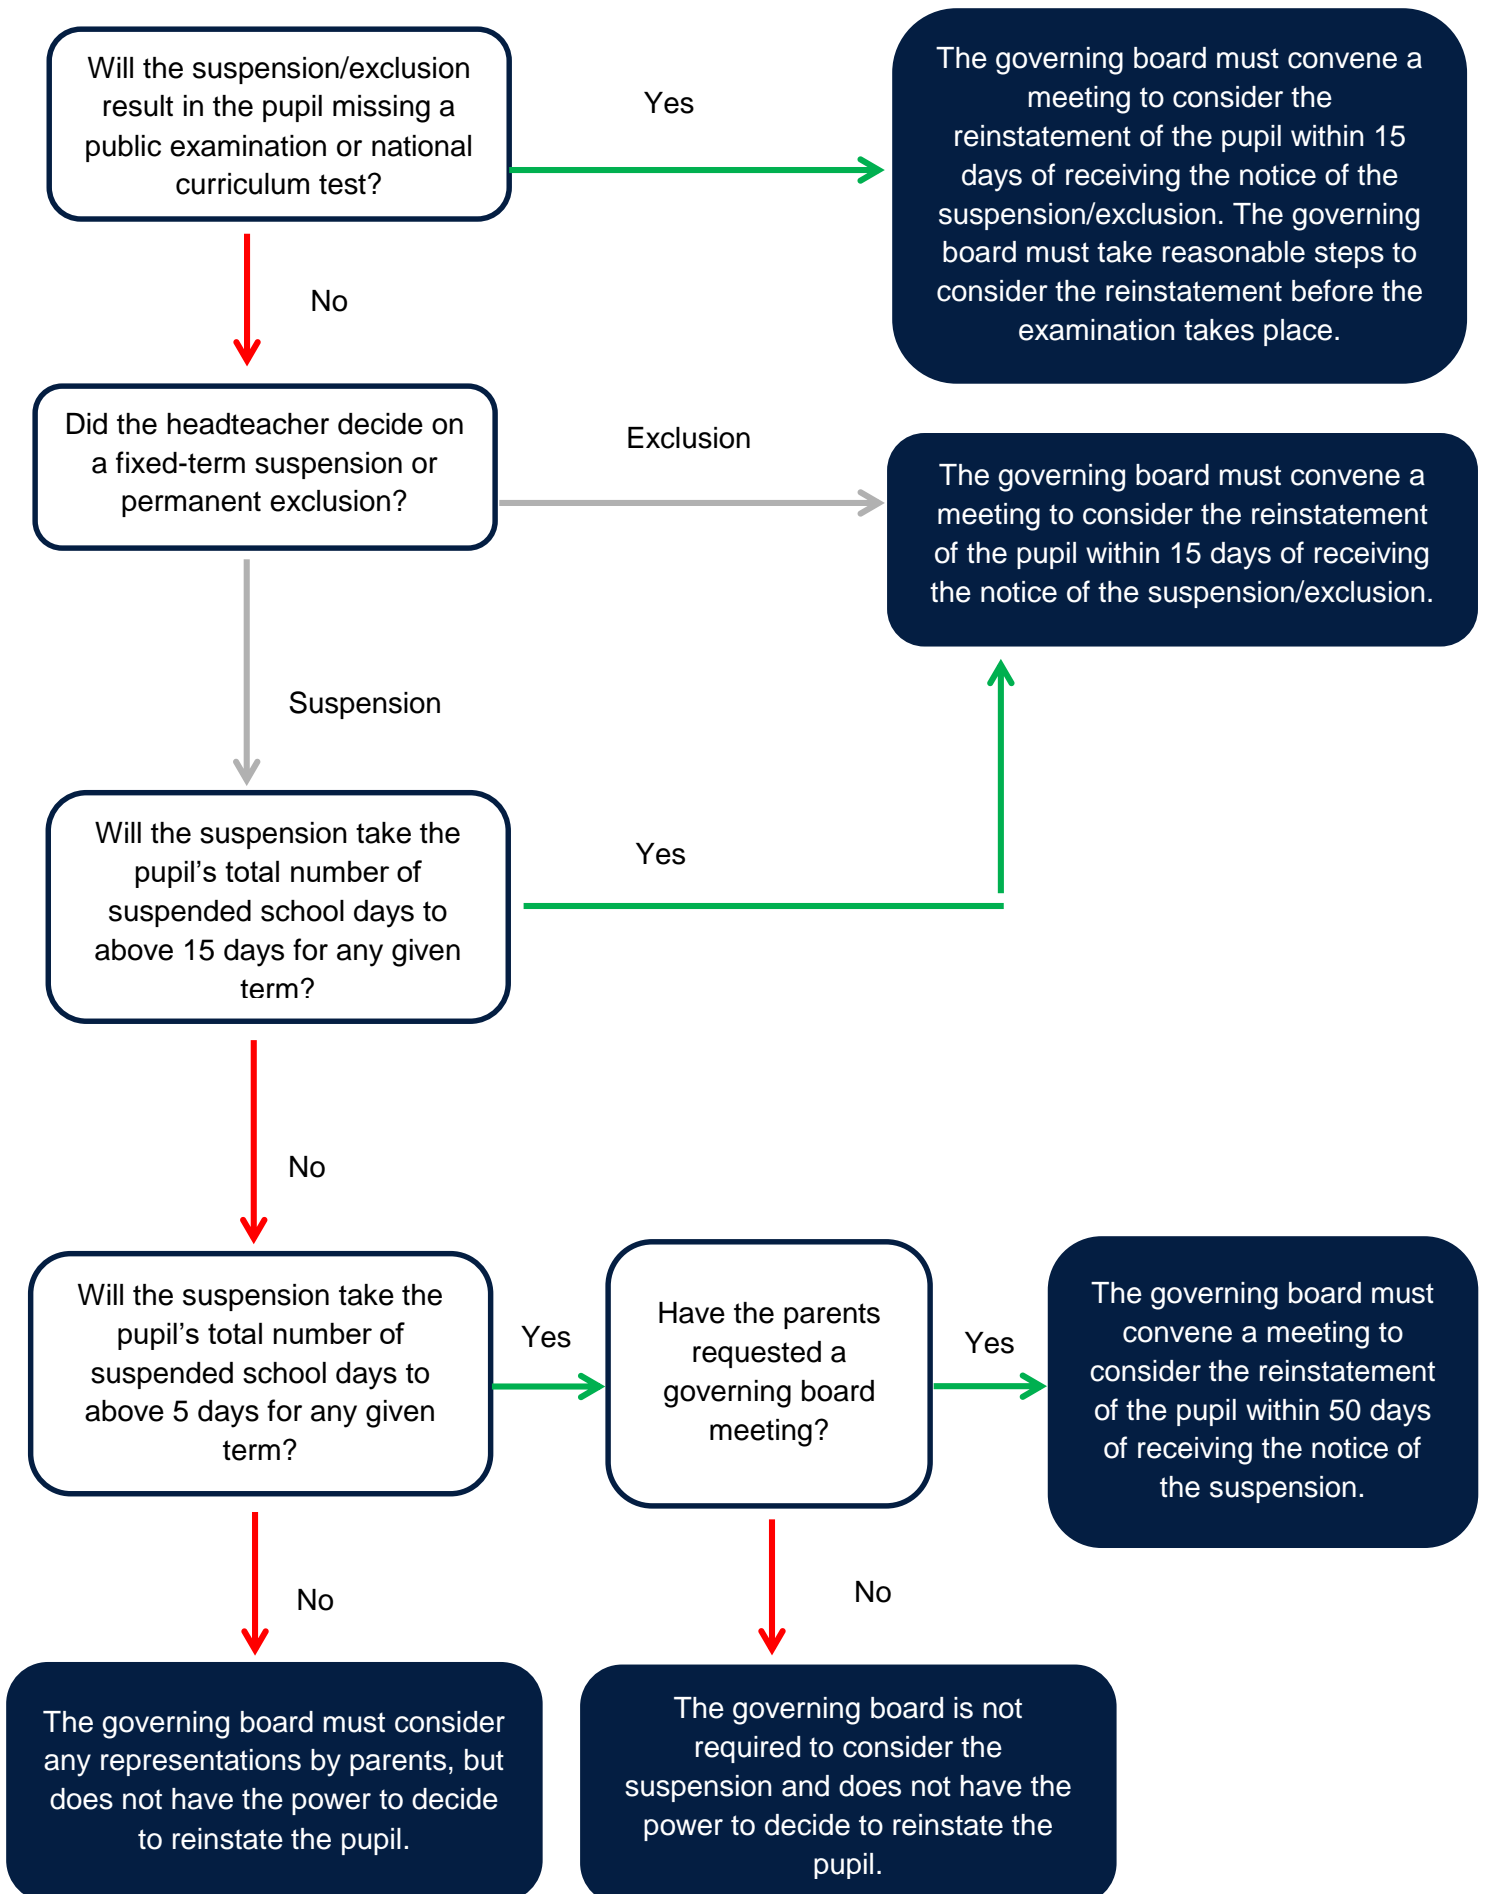 Will the suspension/exclusion
result in the pupil missing a
public examination or national
curriculum test?
Yes
The governing board must convene a
meeting to consider the
reinstatement of the pupil within 15
days of receiving the notice of the
suspension/exclusion. The governing
board must take reasonable steps to
consider the reinstatement before the
examination takes place.
No
Did the headteacher decide on
a fixed-term suspension or
permanent exclusion?
Exclusion
The governing board must convene a
meeting to consider the reinstatement
of the pupil within 15 days of receiving
the notice of the suspension/exclusion.
Suspension
Will the suspension take the
pupil’s total number of
suspended school days to
above 15 days for any given
term?
Yes
No
Will the suspension take the
pupil’s total number of
suspended school days to
above 5 days for any given
term?
Yes
Have the parents
requested a
governing board
meeting?
Yes
The governing board must
convene a meeting to
consider the reinstatement
of the pupil within 50 days
of receiving the notice of
the suspension.
No
No
The governing board must consider
any representations by parents, but
does not have the power to decide
to reinstate the pupil.
The governing board is not
required to consider the
suspension and does not have the
power to decide to reinstate the
pupil.